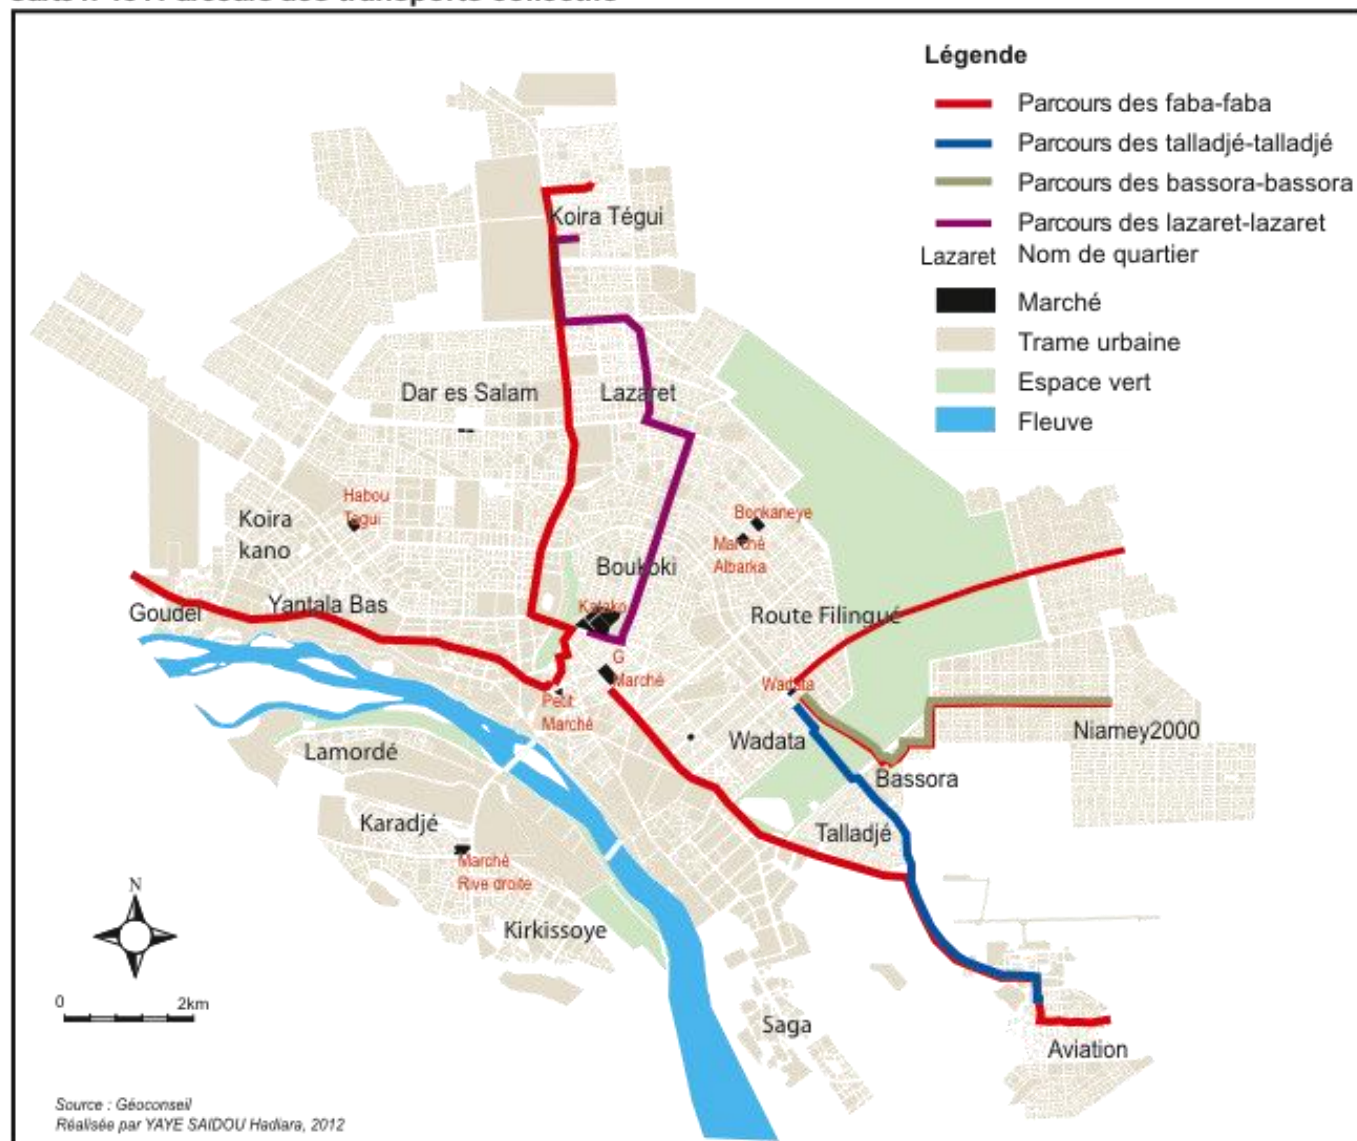 Légende
Parcours des faba-faba
Parcours des talladjé-talladjé
Parcours des bassora-bassora
Parcours des lazaret-lazaret
Lazaret Nom de quartier
Marché
Trame urbaine
Espace vert
Fleuve
Koira Tégui
Dar es Salam
Lazaret
Habou
Tagui
Koira
kano
Bonkaneye
Marché
Albarka
Boukoki
Goudel
Yantala Bas
Katako
Route Filingué
G
Marché
Wadata
Petit
Marché
Wadata
Niamey2000
Lamordé
Bassora
Karadjé
Talladjé
Marché
Rive droite
Kirkissoye
N
0 2km
Saga
Aviation
Source : Géoconseil
Réalisée par YAYE SAIDOU Hadiara, 2012